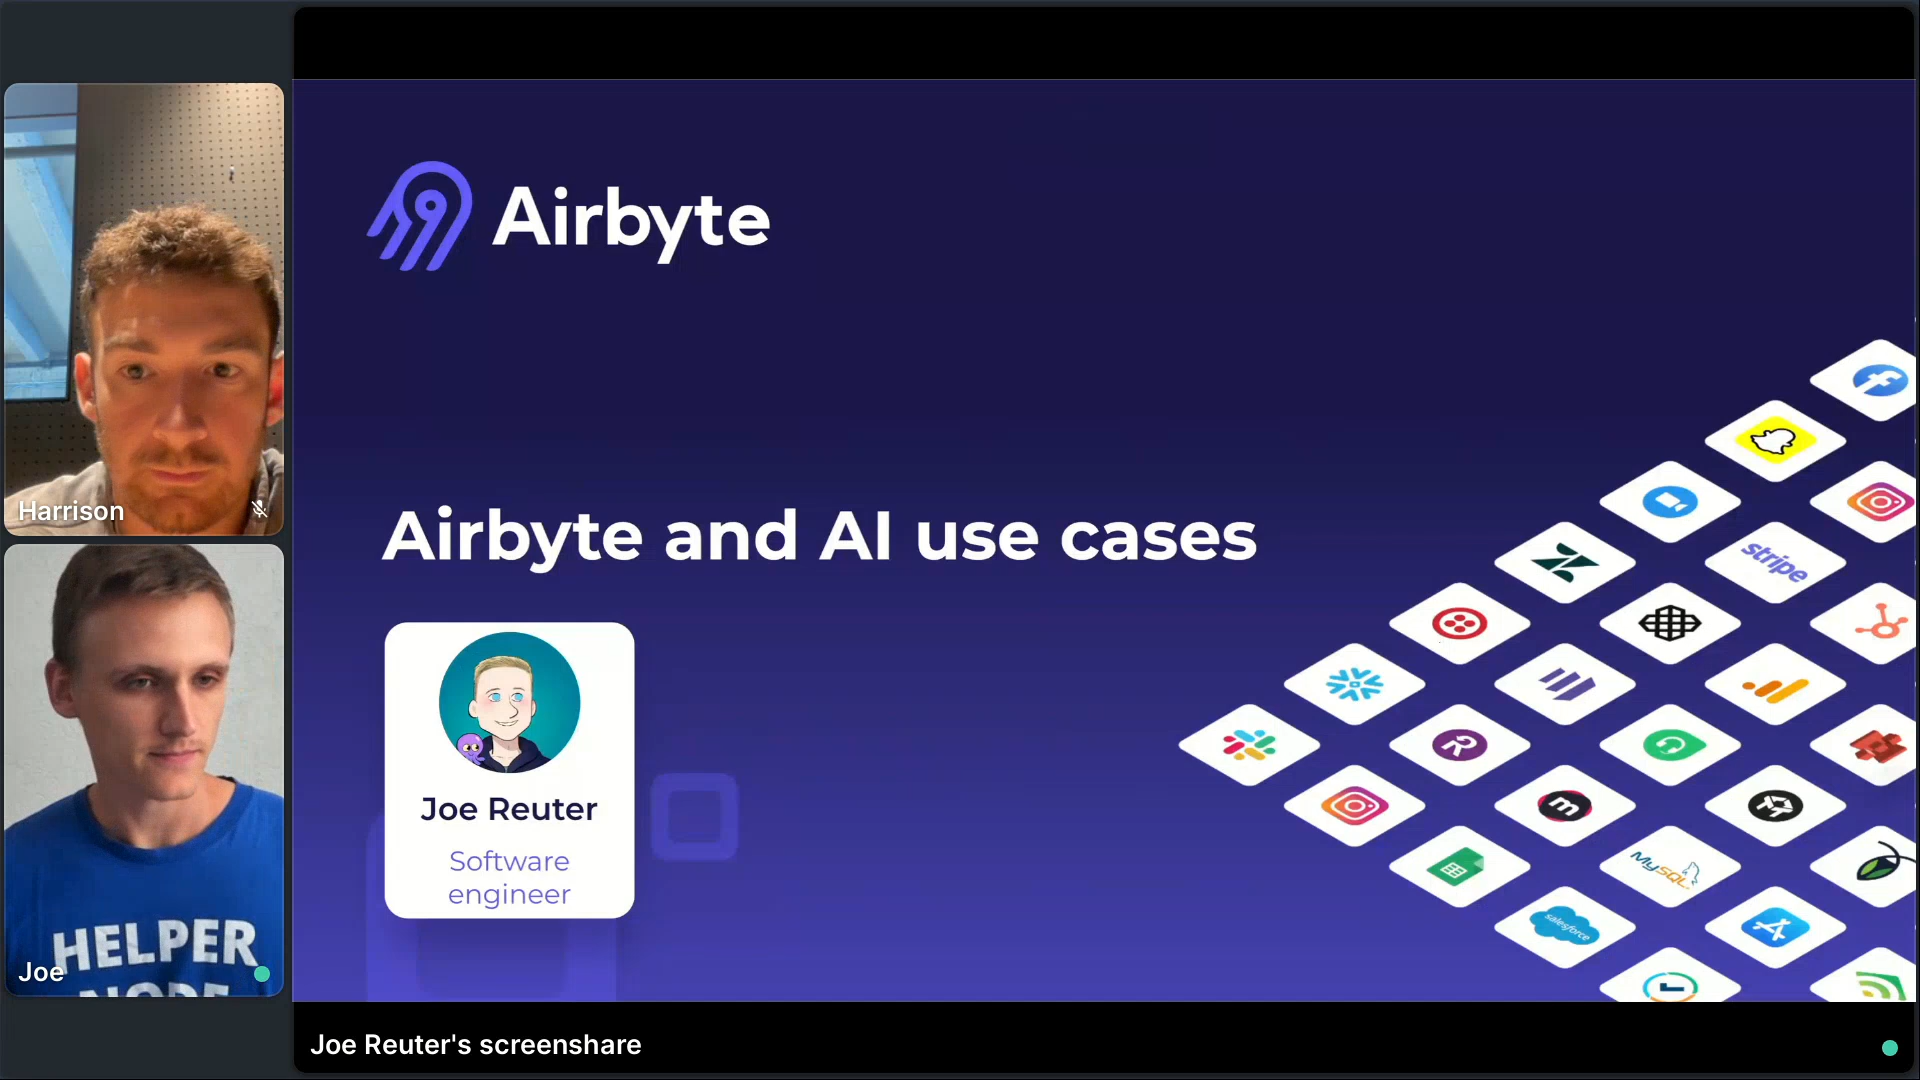 Harrison
HELPER
NODE
Joe
Airbyte
Airbyte and AI use cases
Joe Reuter
Software
engineer
stripe
m
MySQL
salesforce
Joe Reuter's screenshare